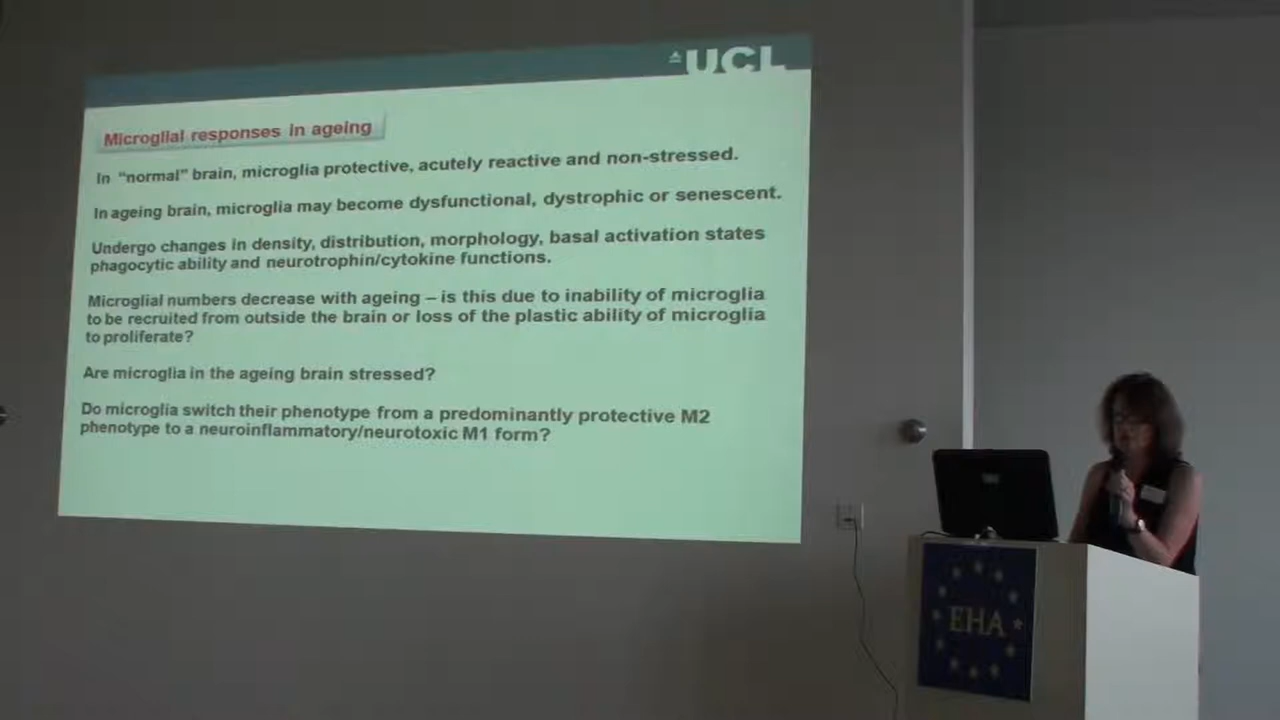 UCL
Microglial responses in ageing
In “normal” brain, microglia protective, acutely reactive and non-stressed.
In ageing brain, microglia may become dysfunctional, dystrophic or senescent.
Undergo changes in density, distribution, morphology, basal activation states
phagocytic ability and neurotrophin/cytokine functions.
Microglial numbers decrease with ageing – is this due to inability of microglia
to be recruited from outside the brain or loss of the plastic ability of microglia
to proliferate?
Are microglia in the ageing brain stressed?
Do microglia switch their phenotype from a predominantly protective M2
phenotype to a neuroinflammatory/neurotoxic M1 form?
EHA